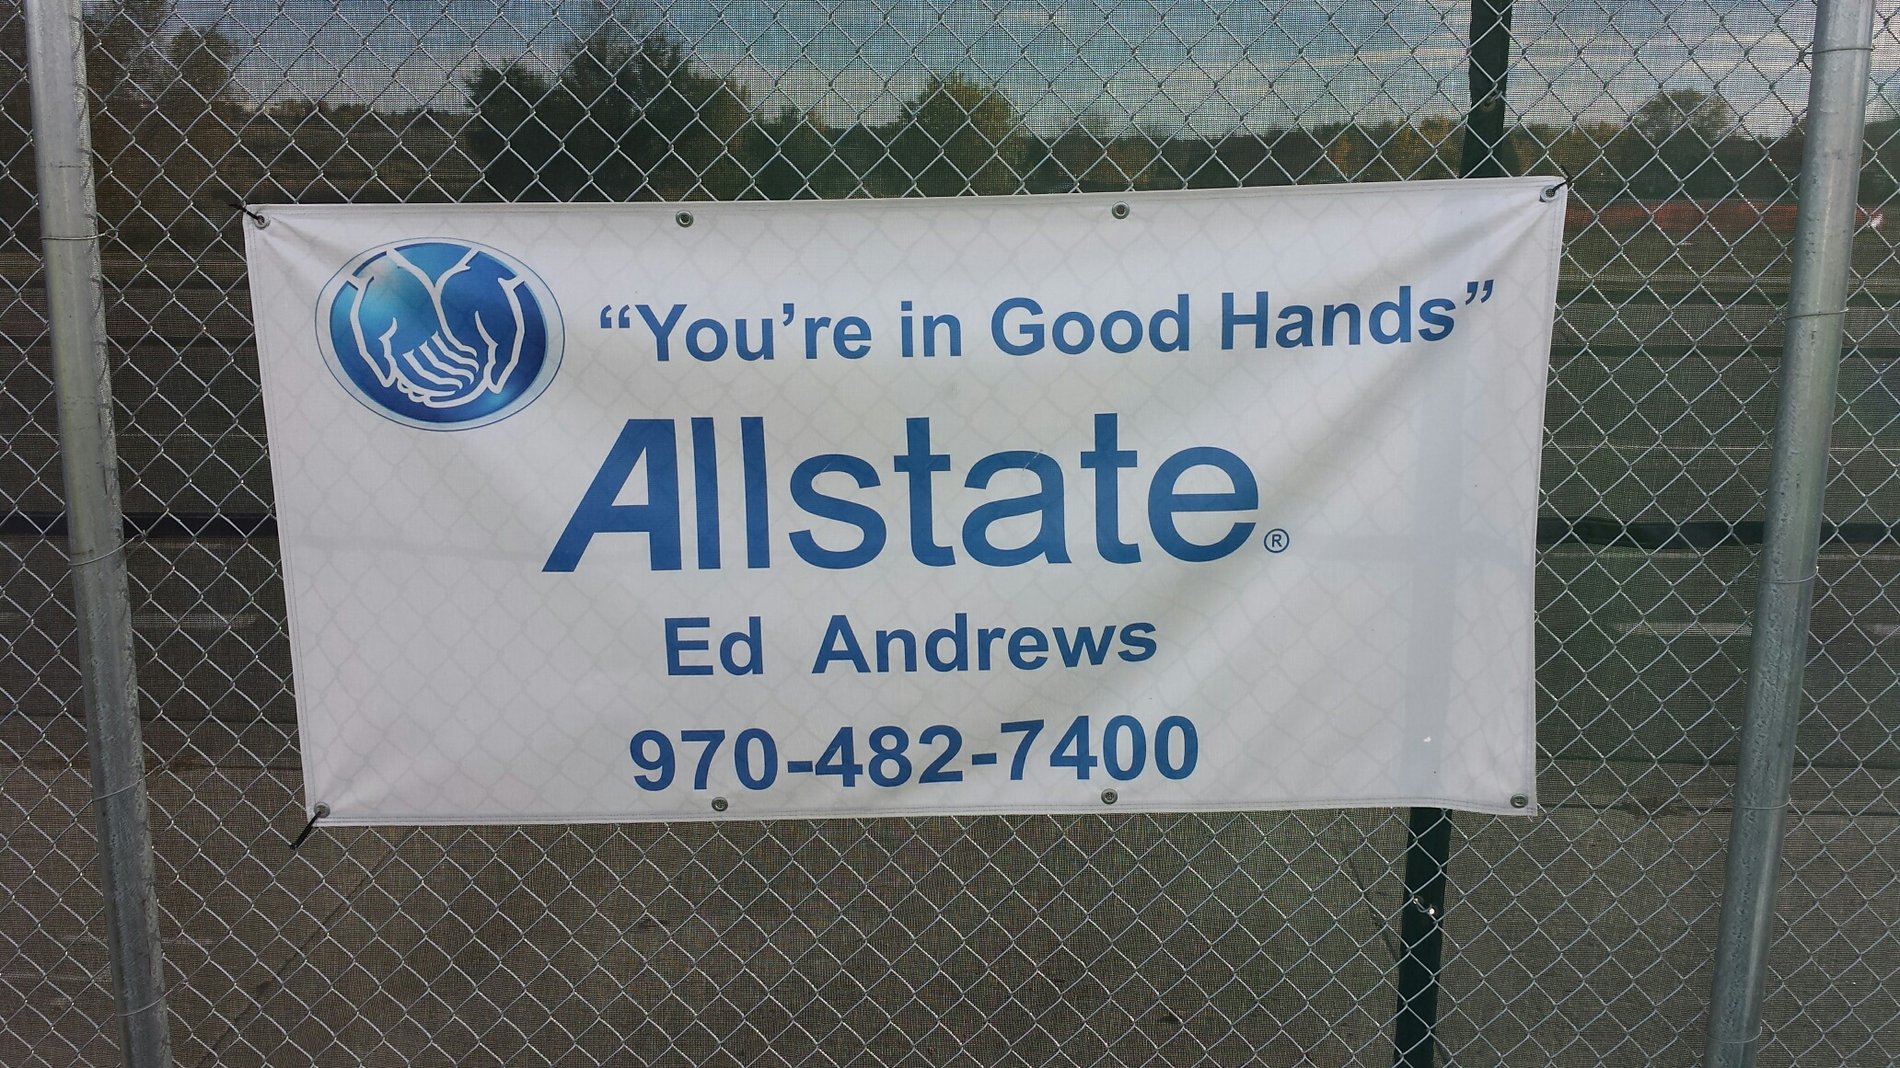 “You’re in Good Hands”
Allstate®
Ed Andrews
970-482-7400